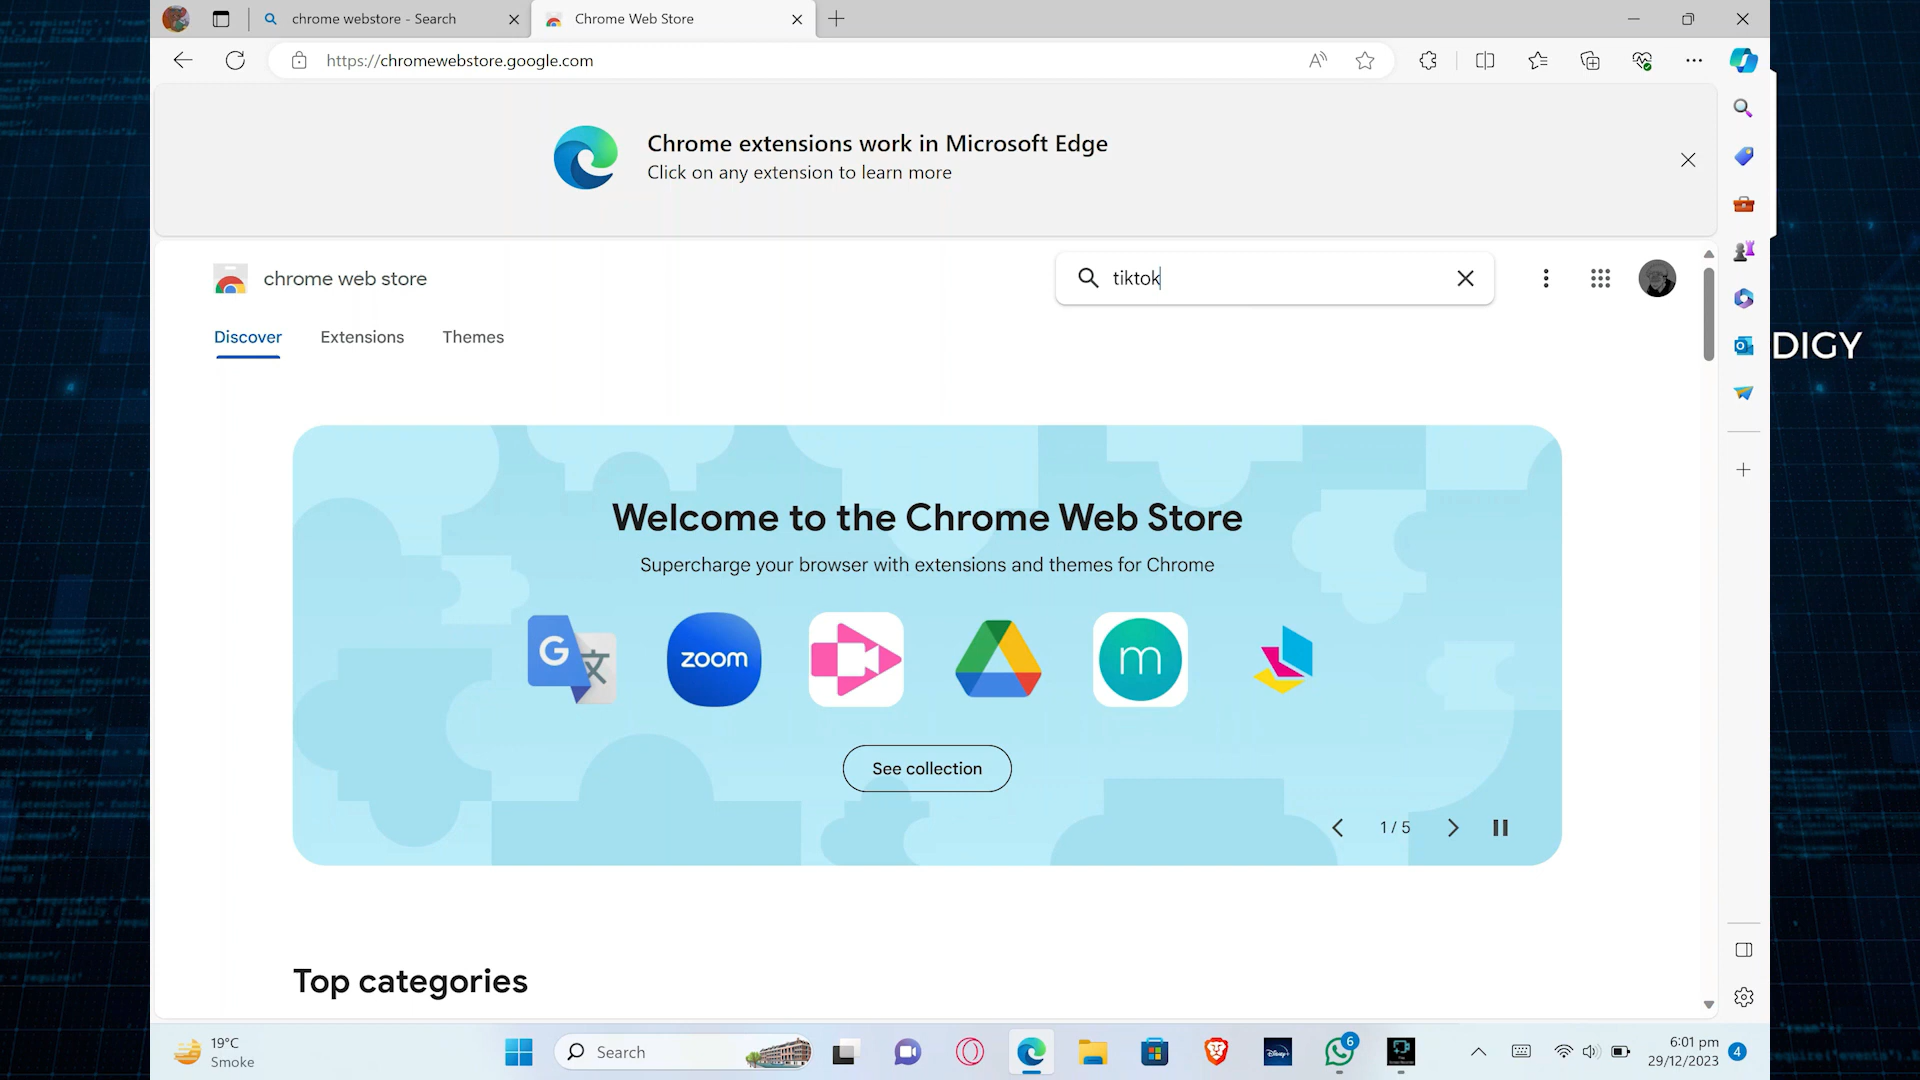 chrome webstore - Search
Chrome Web Store
https://chromewebstore.google.com
Chrome extensions work in Microsoft Edge
Click on any extension to learn more
chrome web store
tiktok
Discover
Extensions
Themes
DIGY
Welcome to the Chrome Web Store
Supercharge your browser with extensions and themes for Chrome
G
zoom
m
See collection
1 / 5
Top categories
19°C
Smoke
Search
Disney+
6
6:01 pm
29/12/2023
4